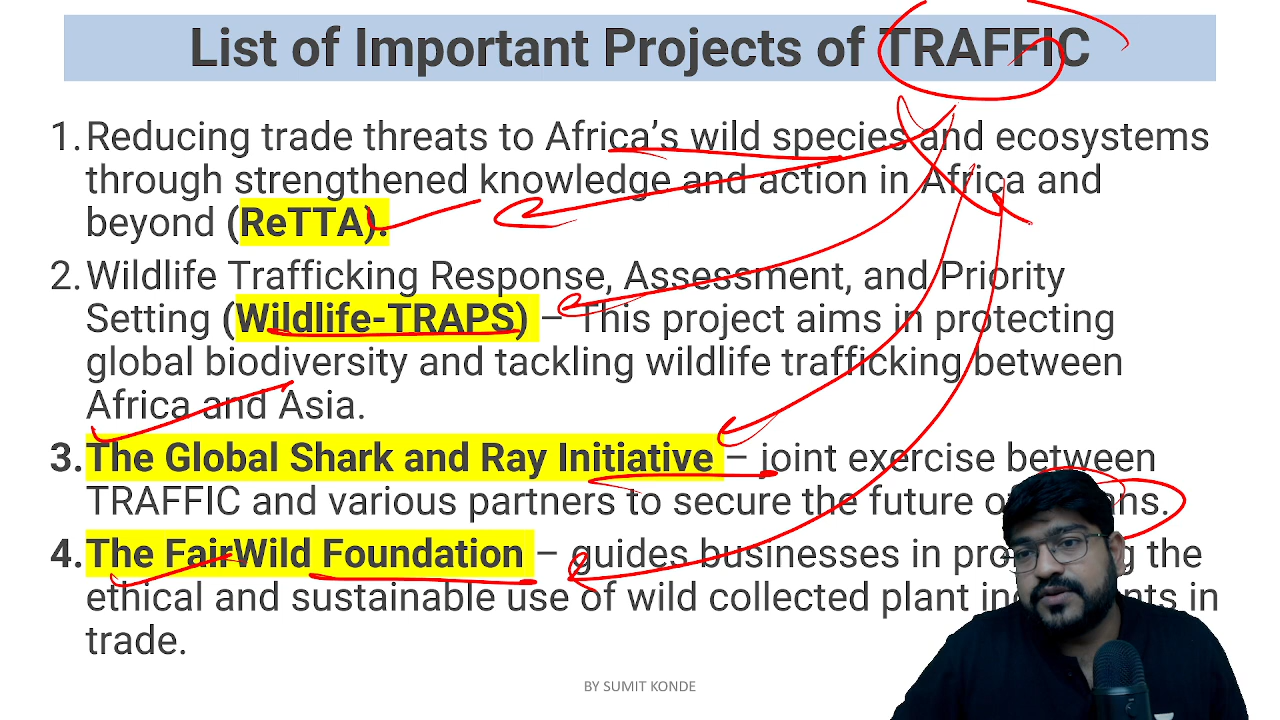 List of Important Projects of TRAFFIC
1. Reducing trade threats to Africa's wild species and ecosystems
through strengthened knowledge and action in Africa and
beyond (ReTTA).
2. Wildlife Trafficking Response, Assessment, and Priority
Setting (Wildlife-TRAPS) – This project aims in protecting
global biodiversity and tackling wildlife trafficking between
Africa and Asia.
3. The Global Shark and Ray Initiative – joint exercise between
TRAFFIC and various partners to secure the future
4. The FairWild Foundation – guides businesses in the
ethical and sustainable use of wild collected plant in
trade.
BY SUMIT KONDE